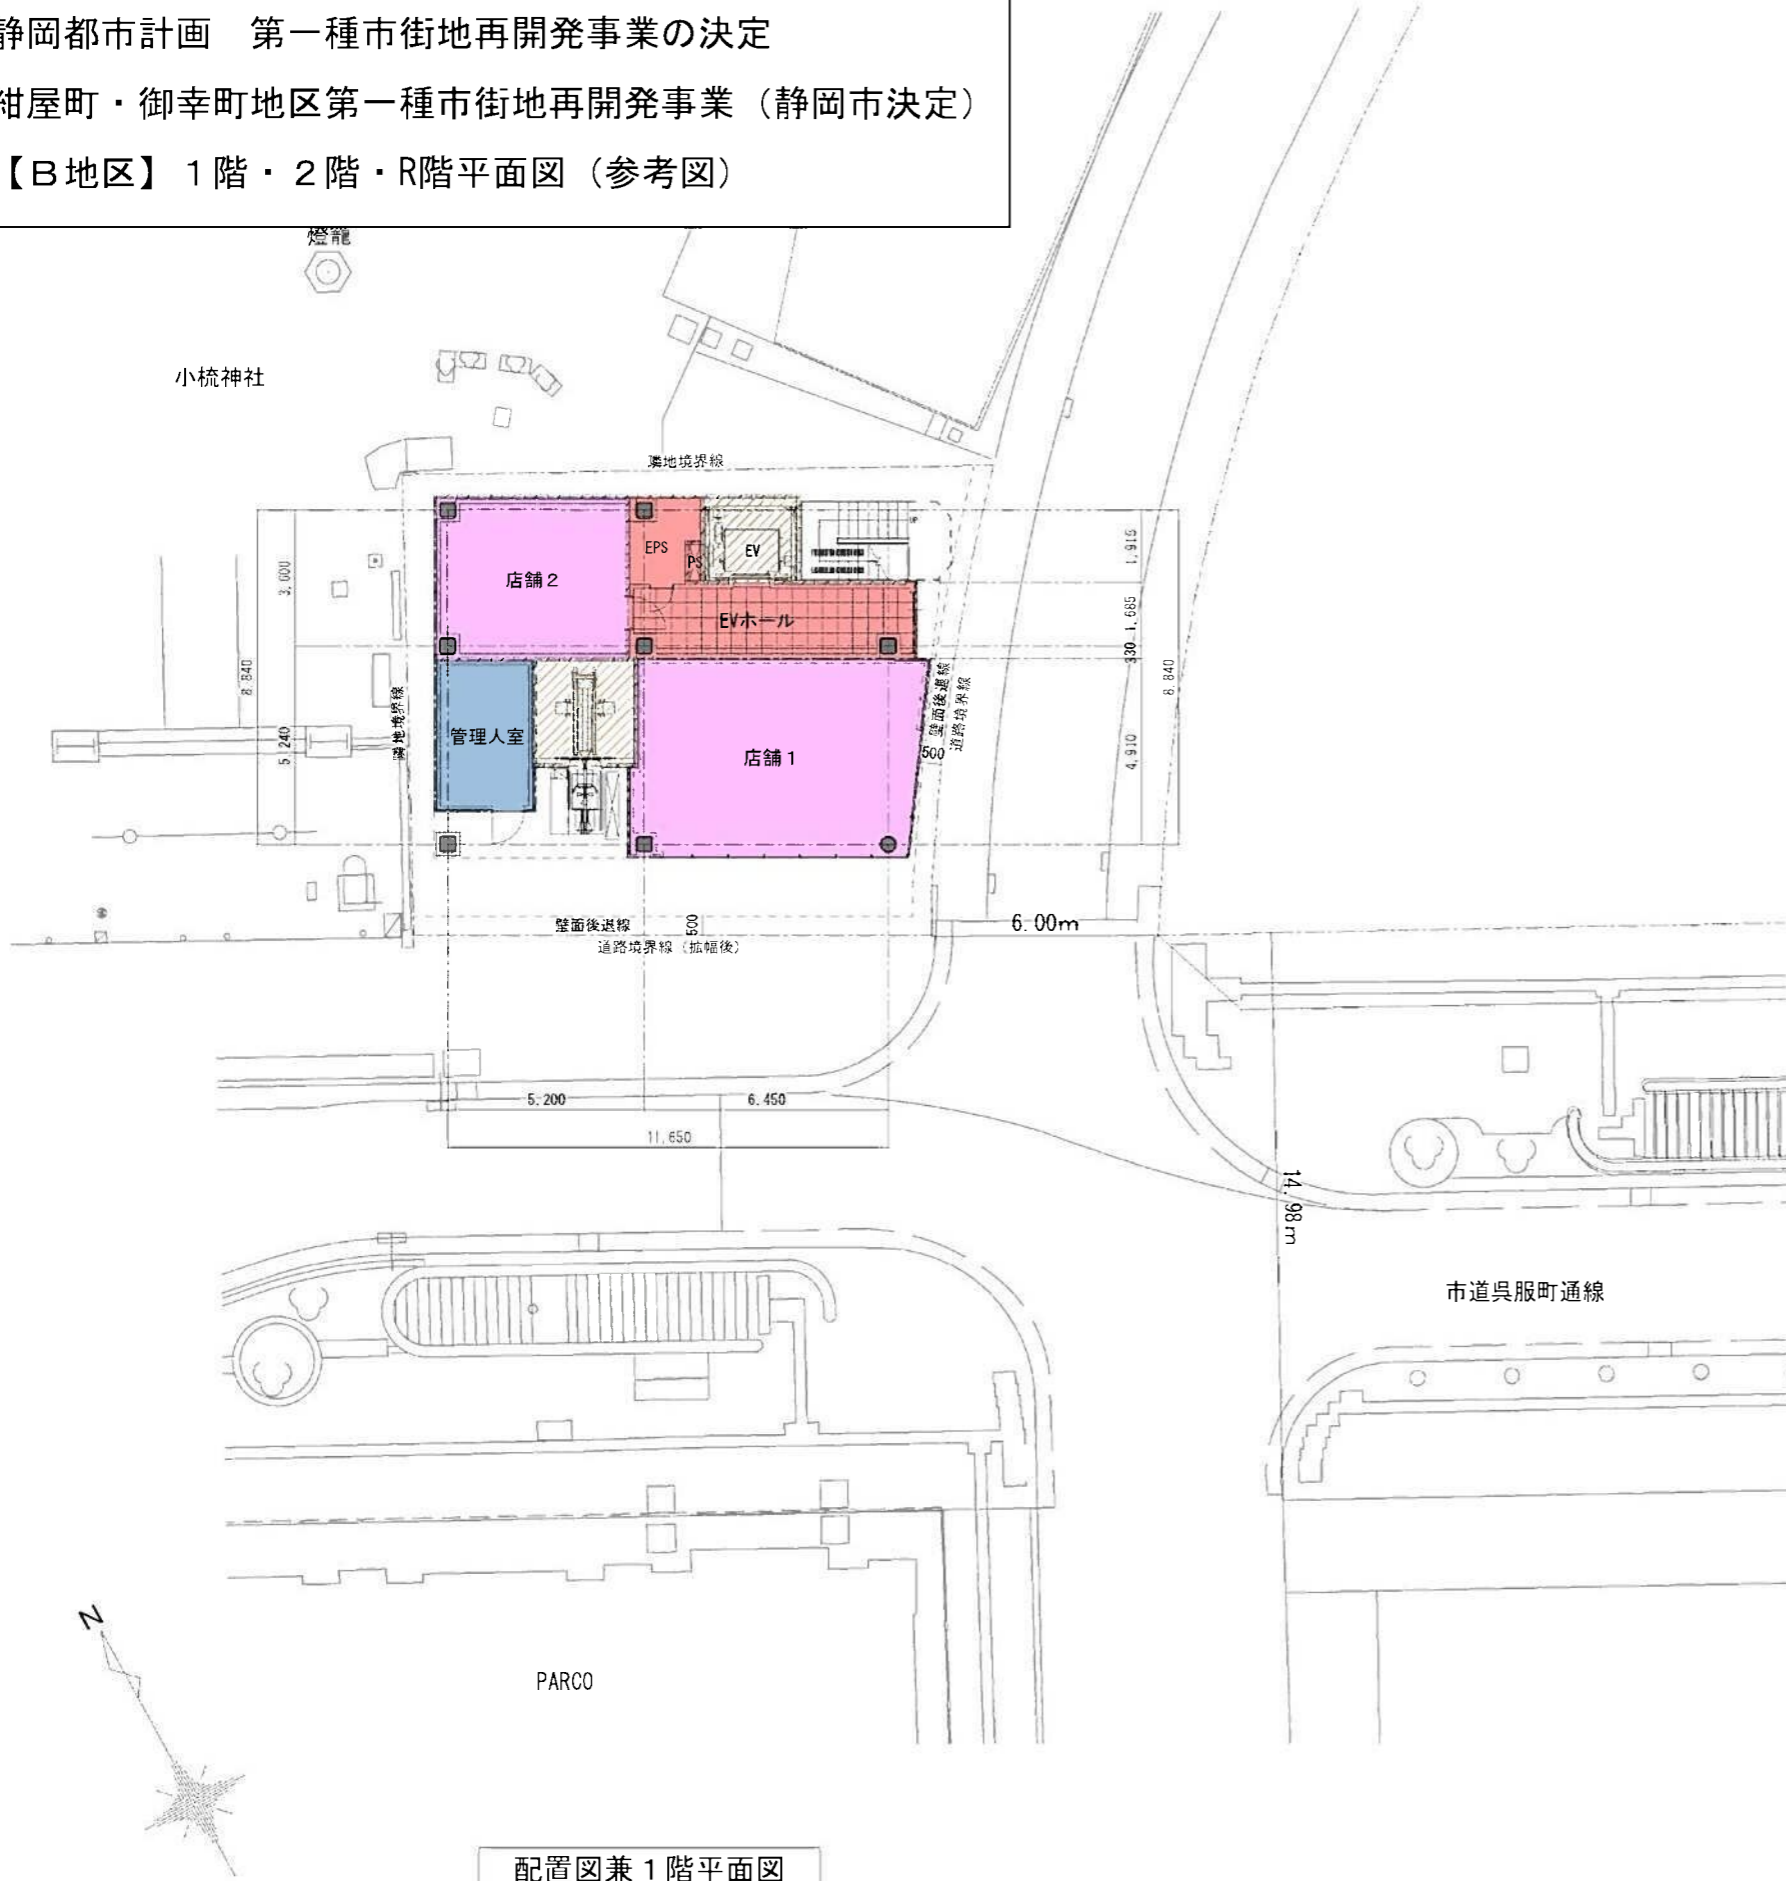 静岡都市計画　第一種市街地再開発事業の決定
紺屋町・御幸町地区第一種市街地再開発事業（静岡市決定）
【B地区】１階・２階・R階平面図（参考図）
燈籠
小梳神社
隣地境界線
EPS
PS
EV
店舗２
EVホール
管理人室
店舗１
隣地境界線
壁面後退線
道路境界線
500
3,600
5,240
8,840
1,915
1,685
330
4,910
8,840
壁面後退線
500
道路境界線（拡幅後）
6.00m
5,200
6,450
11,650
14.98m
市道呉服町通線
PARCO
N
配置図兼１階平面図